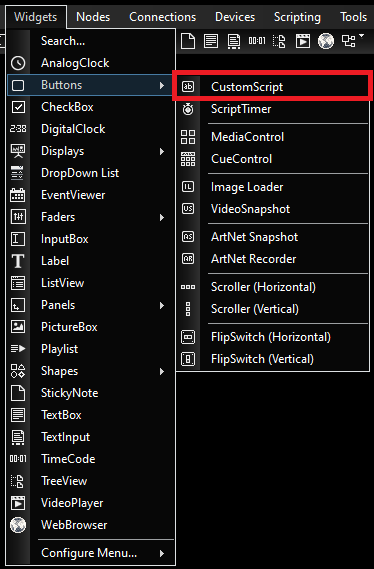 Widgets Nodes Connections Devices Scripting Tools
Search...
AnalogClock
Buttons
CheckBox
DigitalClock
Displays
DropDown List
EventViewer
Faders
InputBox
Label
ListView
Panels
PictureBox
Playlist
Shapes
StickyNote
TextBox
TextInput
TimeCode
TreeView
VideoPlayer
WebBrowser
Configure Menu...
CustomScript
ScriptTimer
MediaControl
CueControl
Image Loader
VideoSnapshot
ArtNet Snapshot
ArtNet Recorder
Scroller (Horizontal)
Scroller (Vertical)
FlipSwitch (Horizontal)
FlipSwitch (Vertical)